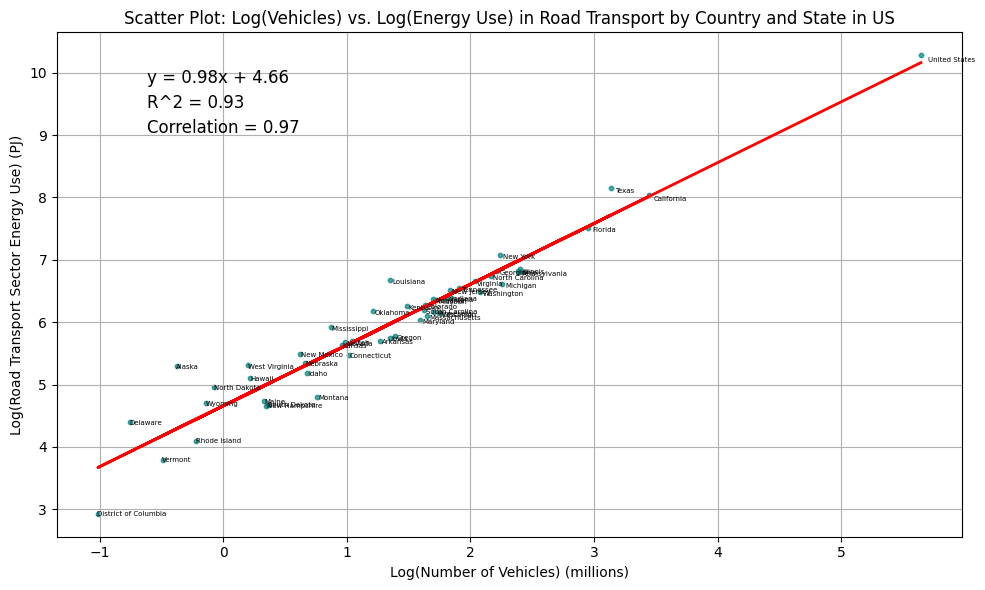 Scatter Plot: Log(Vehicles) vs. Log(Energy Use) in Road Transport by Country and State in US
y = 0.98x + 4.66
R^2 = 0.93
Correlation = 0.97
Log(Road Transport Sector Energy Use) (PJ)
10
9
8
7
6
5
4
3
United States
Texas
California
Florida
New York
Georgia
Illinois
North Carolina
Virginia
Michigan
Washington
Tennessee
New Jersey
Louisiana
Kentucky
Oklahoma
South Carolina
Massachusetts
Maryland
Mississippi
Oregon
Arkansas
Kansas
Connecticut
New Mexico
Nebraska
Idaho
Alaska
West Virginia
Hawaii
North Dakota
Montana
Maine
South Dakota
New Hampshire
Wyoming
Delaware
Rhode Island
Vermont
District of Columbia
−1
0
1
2
3
4
5
Log(Number of Vehicles) (millions)